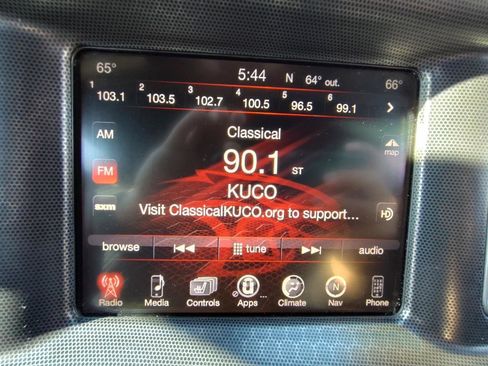 65° 5:44 N 64° out. 66°
1 103.1 2 103.5 3 102.7 4 100.5 5 96.5 6 99.1
AM Classical map
FM 90.1 ST
KUCO
sxm Visit ClassicalKUCO.org to support... HD
browse tune audio
Radio Media Controls Apps ... Climate N Nav Phone